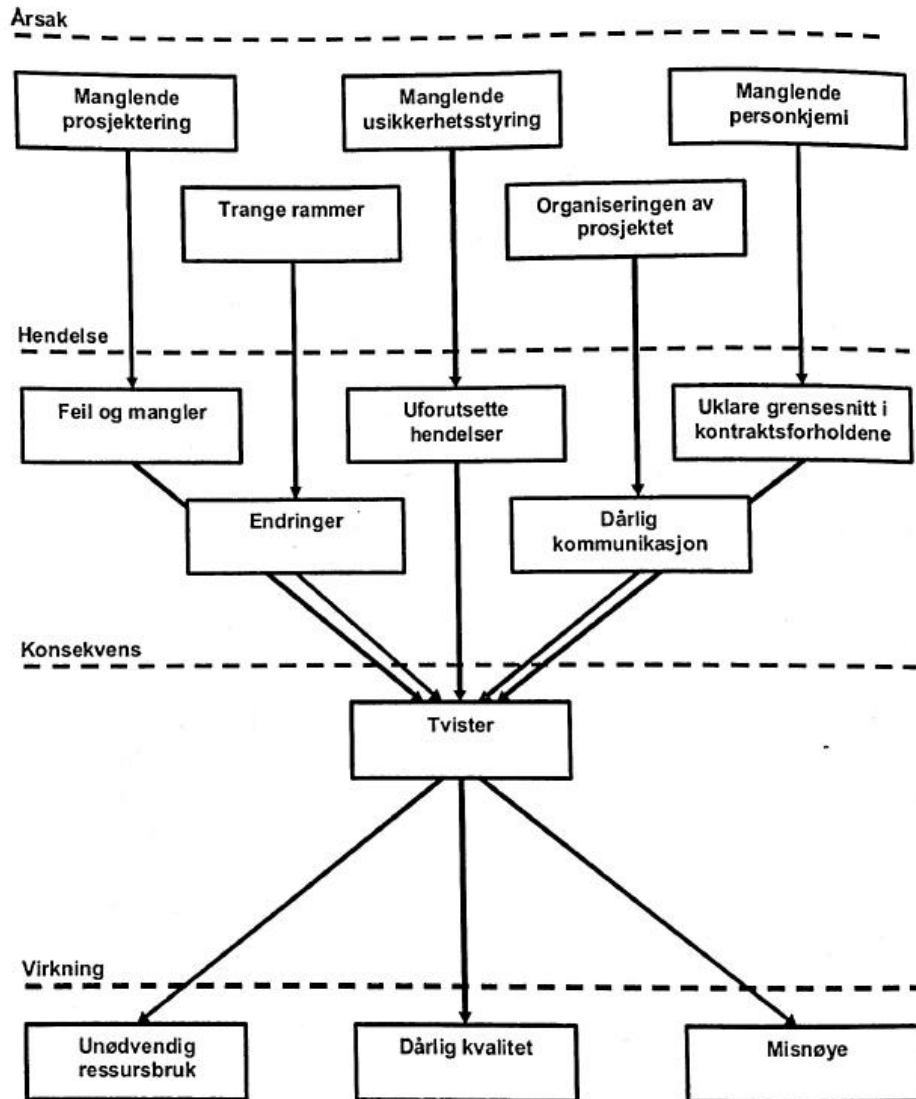 Årsak
Manglende
prosjektering
Manglende
usikkerhetsstyring
Manglende
personkjemi
Trange rammer
Organiseringen av
prosjektet
Hendelse
Feil og mangler
Uforutsette
hendelser
Uklare grensesnitt i
kontraktsforholdene
Endringer
Dårlig
kommunikasjon
Konsekvens
Tvister
Virkning
Unødvendig
ressursbruk
Dårlig kvalitet
Misnøye